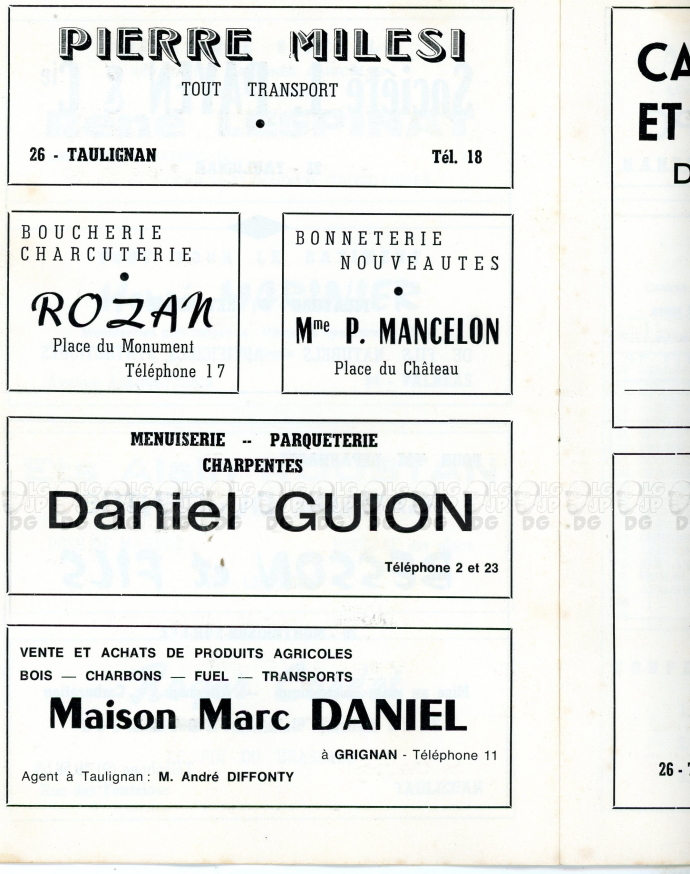 PIERRE MILESI
TOUT TRANSPORT
26 - TAULIGNAN
Tél. 18
BOUCHERIE
CHARCUTERIE
ROZAN
Place du Monument
Téléphone 17
BONNETERIE
NOUVEAUTES
Mme P. MANCELON
Place du Château
MENUISERIE -- PARQUETERIE
CHARPENTES
Daniel GUION
Téléphone 2 et 23
VENTE ET ACHATS DE PRODUITS AGRICOLES
BOIS — CHARBONS — FUEL — TRANSPORTS
Maison Marc DANIEL
à GRIGNAN - Téléphone 11
Agent à Taulignan : M. André DIFFONTY
CA
ET
D
26 -